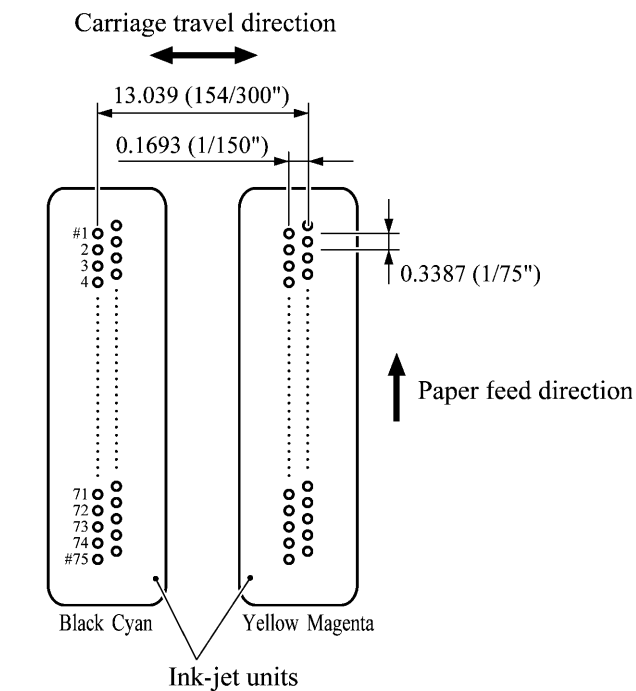 Carriage travel direction
13.039 (154/300")
0.1693 (1/150")
#1
2
3
4
0.3387 (1/75")
Paper feed direction
71
72
73
74
#75
Black Cyan
Yellow Magenta
Ink-jet units